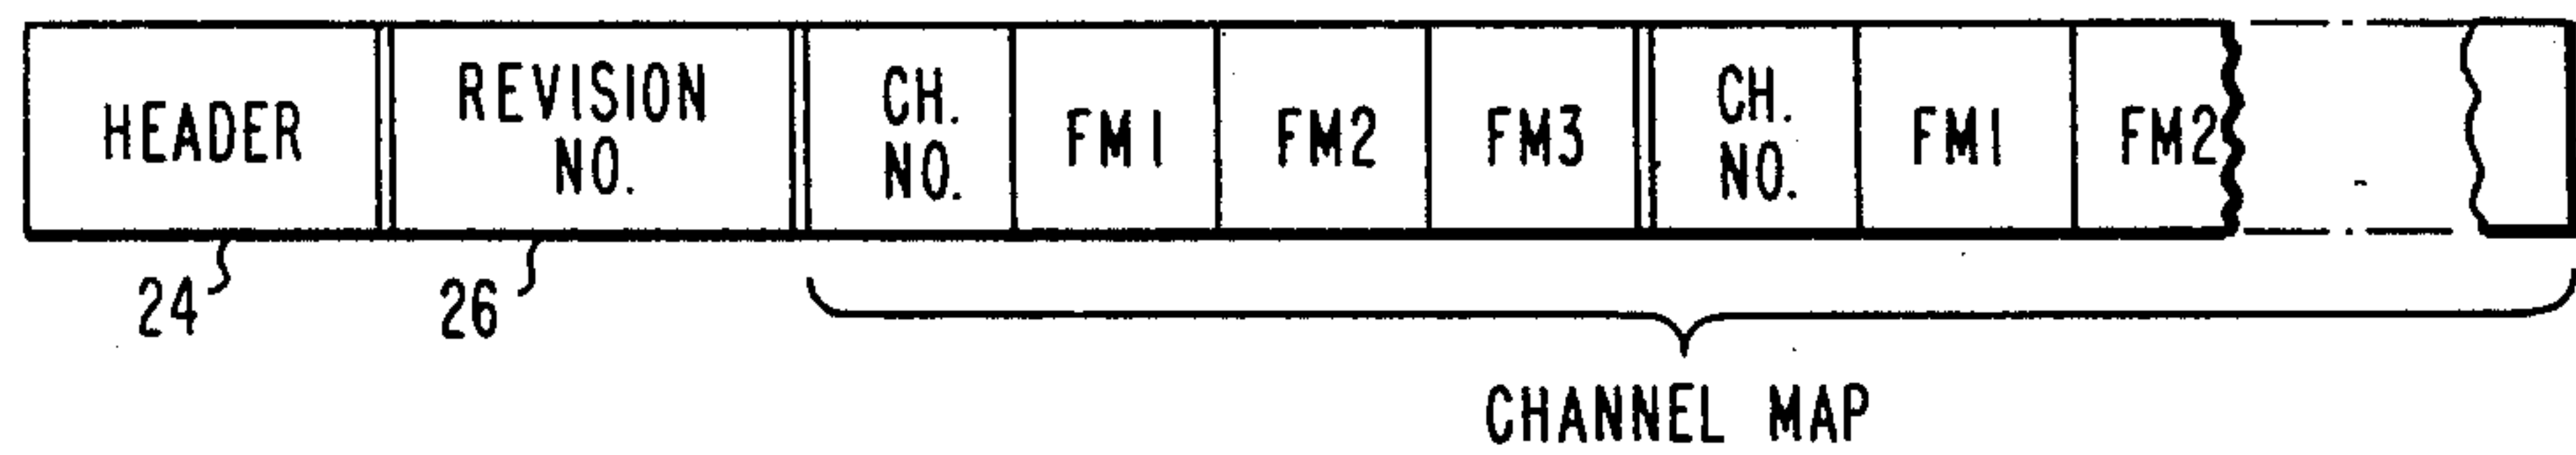 HEADER
REVISION
NO.
CH.
NO.
FM1
FM2
FM3
CH.
NO.
FM1
FM2
24
26
CHANNEL MAP